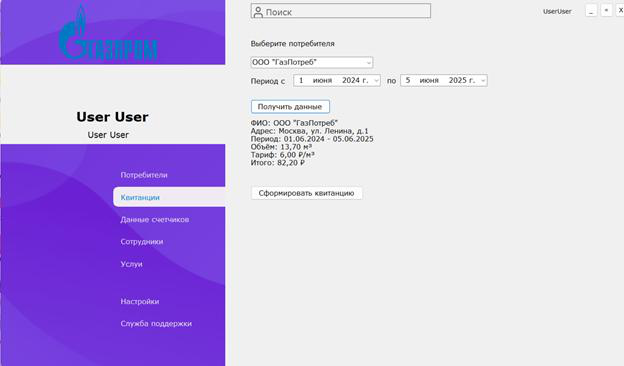 ГАЗПРОМ
User User
User User
Потребители
Квитанции
Данные счетчиков
Сотрудники
Услуи
Настройки
Служба поддержки
Поиск
UserUser
_
X
Выберите потребителя
ООО "ГазПотреб"
Период с 1 июня 2024 г. по 5 июня 2025 г.
Получить данные
ФИО: ООО "ГазПотреб"
Адрес: Москва, ул. Ленина, д.1
Период: 01.06.2024 - 05.06.2025
Объём: 13,70 м³
Тариф: 6,00 ₽/м³
Итого: 82,20 ₽
Сформировать квитанцию